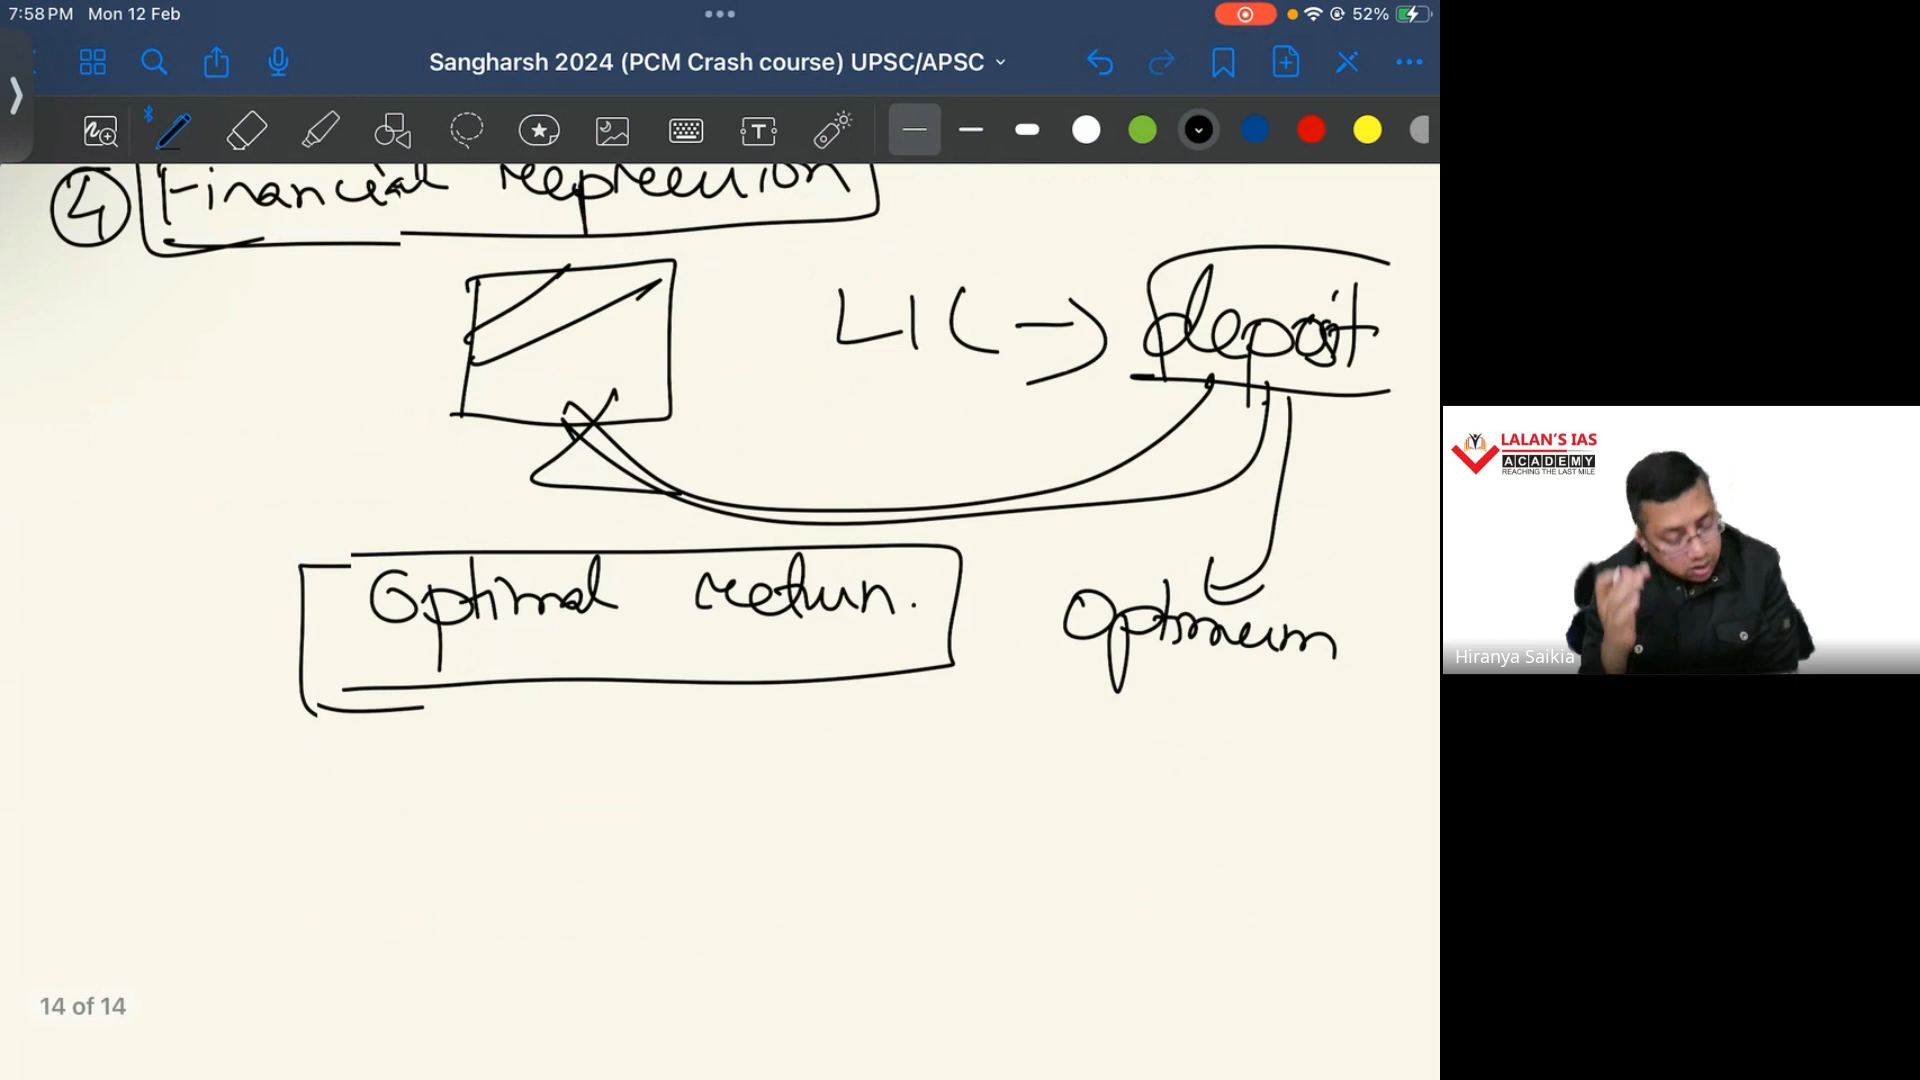 7:58 PM Mon 12 Feb
52%
Sangharsh 2024 (PCM Crash course) UPSC/APSC
T
4 Financial repression
LIC → deposit
Optimal return.
Optimum
14 of 14
LALAN'S IAS
ACADEMY
REACHING THE LAST MILE
Hiranya Saikia